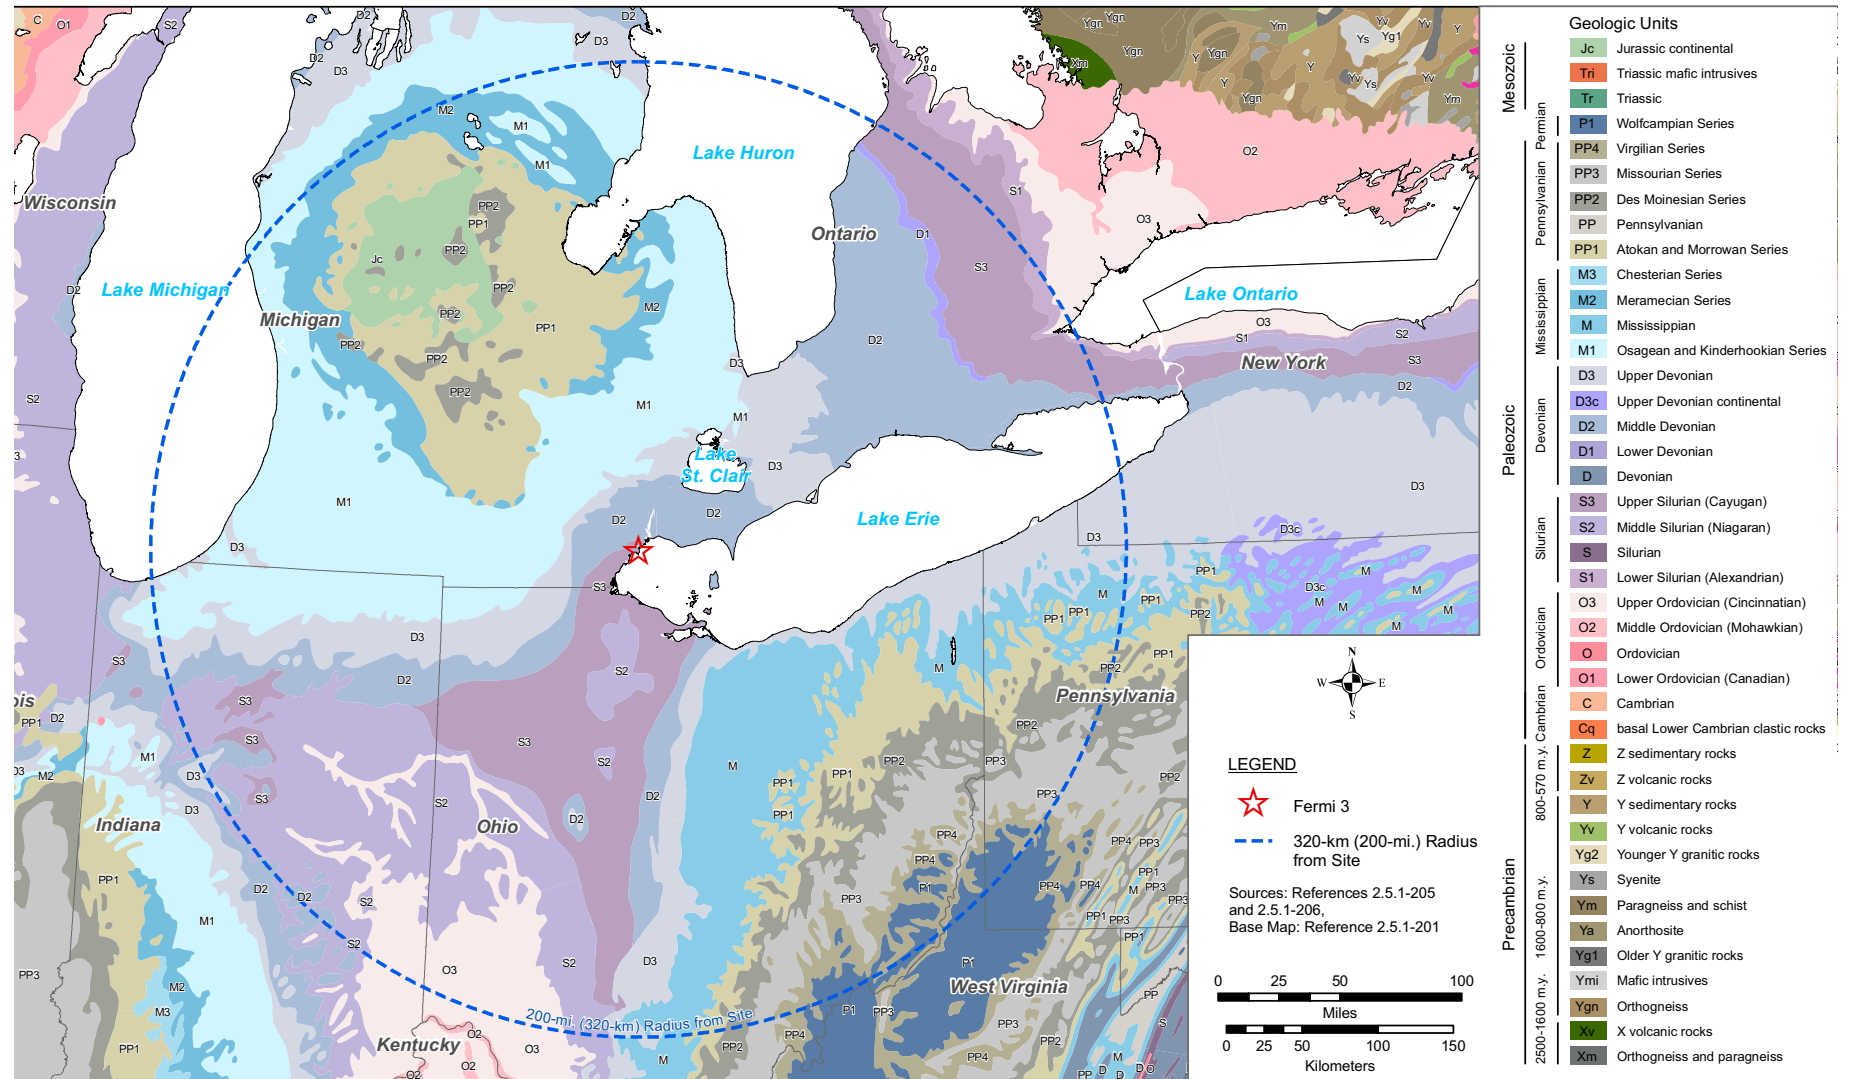 Geologic Units
Mesozoic
Jc Jurassic continental
Tri Triassic mafic intrusives
Tr Triassic
Paleozoic
Permian
P1 Wolfcampian Series
Pennsylvanian
PP4 Virgilian Series
PP3 Missourian Series
PP2 Des Moinesian Series
PP Pennsylvanian
PP1 Atokan and Morrowan Series
Mississippian
M3 Chesterian Series
M2 Meramecian Series
M Mississippian
M1 Osagean and Kinderhookian Series
Devonian
D3 Upper Devonian
D3c Upper Devonian continental
D2 Middle Devonian
D1 Lower Devonian
D Devonian
Silurian
S3 Upper Silurian (Cayugan)
S2 Middle Silurian (Niagaran)
S Silurian
S1 Lower Silurian (Alexandrian)
Ordovician
O3 Upper Ordovician (Cincinnatian)
O2 Middle Ordovician (Mohawkian)
O Ordovician
O1 Lower Ordovician (Canadian)
Cambrian
C Cambrian
Cq basal Lower Cambrian clastic rocks
Precambrian
800-570 m.y.
Z Z sedimentary rocks
Zv Z volcanic rocks
1600-800 m.y.
Y Y sedimentary rocks
Yv Y volcanic rocks
Yg2 Younger Y granitic rocks
Ys Syenite
Ym Paragneiss and schist
Ya Anorthosite
Yg1 Older Y granitic rocks
Ymi Mafic intrusives
Ygn Orthogneiss
2500-1600 m.y.
Xv X volcanic rocks
Xm Orthogneiss and paragneiss
Lake Huron
Wisconsin
Ontario
Lake Michigan
Lake Ontario
Michigan
New York
Lake
St. Clair
Lake Erie
Pennsylvania
Indiana
Ohio
West Virginia
Kentucky
ois
200-mi. (320-km) Radius from Site
N
W E
S
LEGEND
Fermi 3
320-km (200-mi.) Radius
from Site
Sources: References 2.5.1-205
and 2.5.1-206,
Base Map: Reference 2.5.1-201
0 25 50 100
Miles
0 25 50 100 150
Kilometers